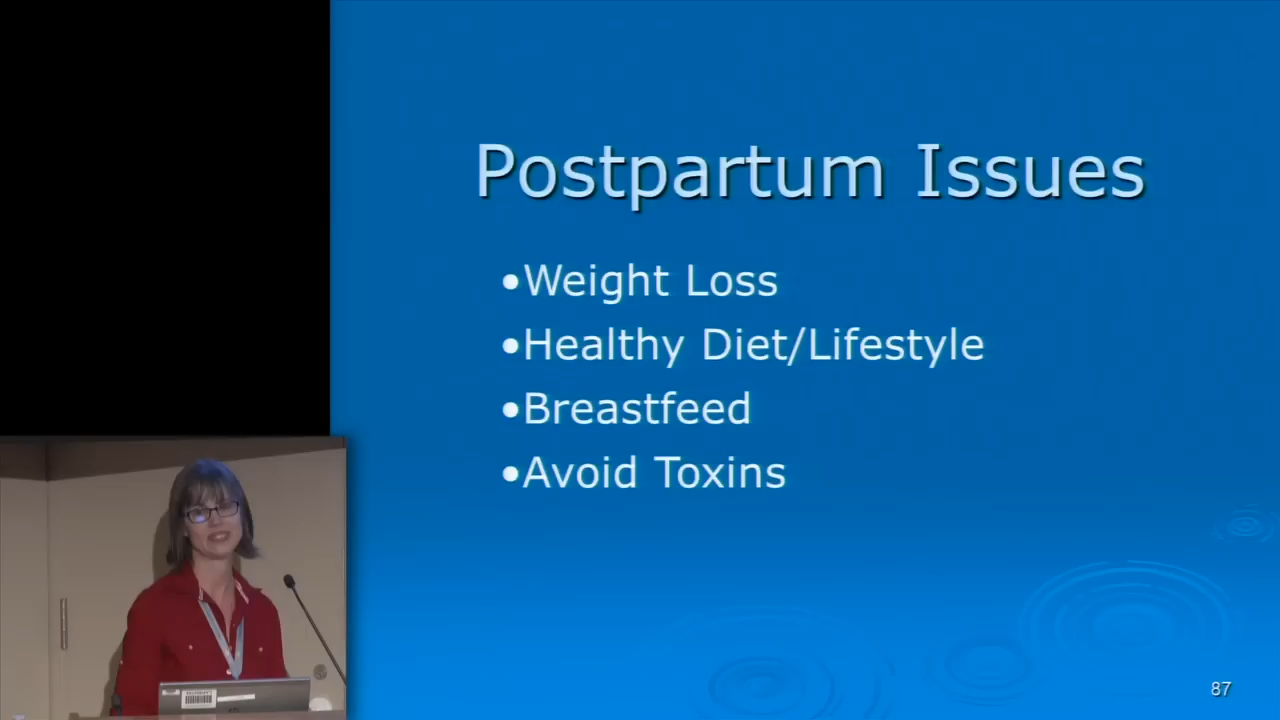 Postpartum Issues
•Weight Loss
•Healthy Diet/Lifestyle
•Breastfeed
•Avoid Toxins
87